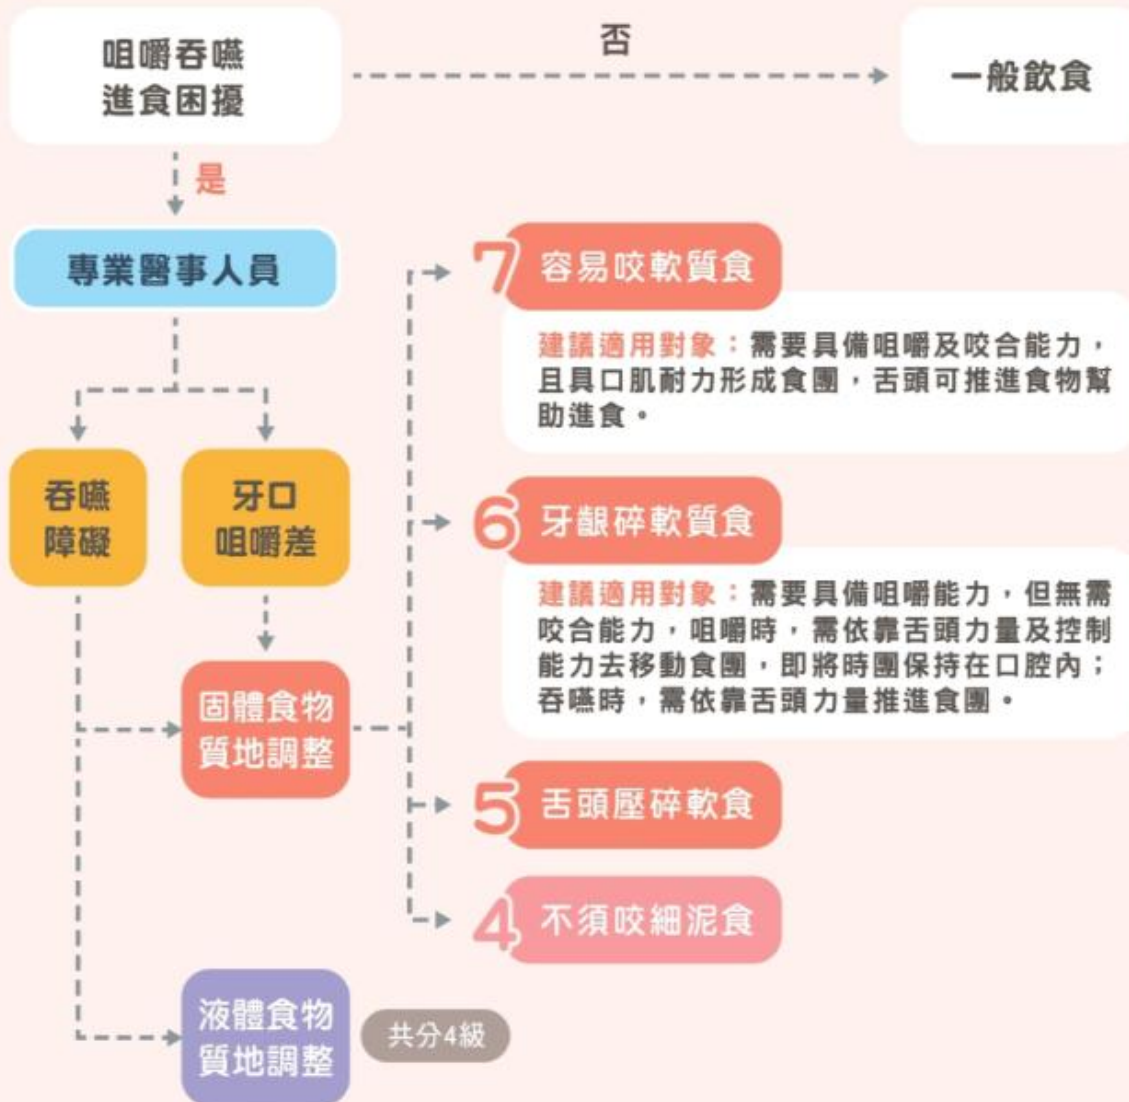 咀嚼吞嚥
進食困擾
否
一般飲食
是
專業醫事人員
吞嚥
障礙
牙口
咀嚼差
固體食物
質地調整
7 容易咬軟質食
建議適用對象：需要具備咀嚼及咬合能力，
且具口肌耐力形成食團，舌頭可推進食物幫
助進食。
6 牙齦碎軟質食
建議適用對象：需要具備咀嚼能力，但無需
咬合能力，咀嚼時，需依靠舌頭力量及控制
能力去移動食團，即將時團保持在口腔內；
吞嚥時，需依靠舌頭力量推進食團。
5 舌頭壓碎軟食
4 不須咬細泥食
液體食物
質地調整
共分4級